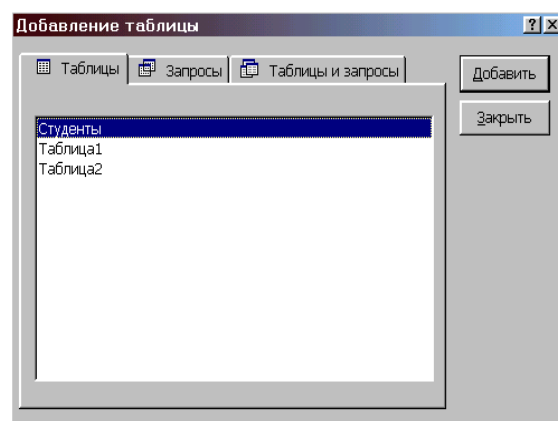 Добавление таблицы
Таблицы Запросы Таблицы и запросы
Добавить
Закрыть
Студенты
Таблица1
Таблица2